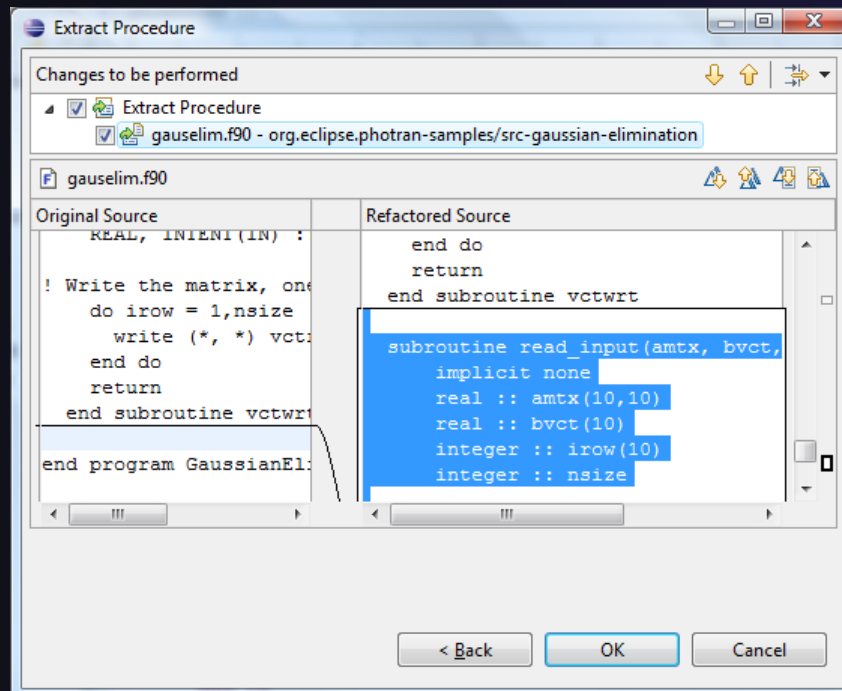 Extract Procedure
Changes to be performed
Extract Procedure
gauselim.f90 - org.eclipse.photran-samples/src-gaussian-elimination
gauselim.f90
Original Source
REAL, INTENT(IN) :
! Write the matrix, one
do irow = 1,nsize
write (*, *) vct
end do
return
end subroutine vctwrt
end program GaussianEli
Refactored Source
end do
return
end subroutine vctwrt
subroutine read_input(amtx, bvct,
implicit none
real :: amtx(10,10)
real :: bvct(10)
integer :: irow(10)
integer :: nsize
< Back
OK
Cancel